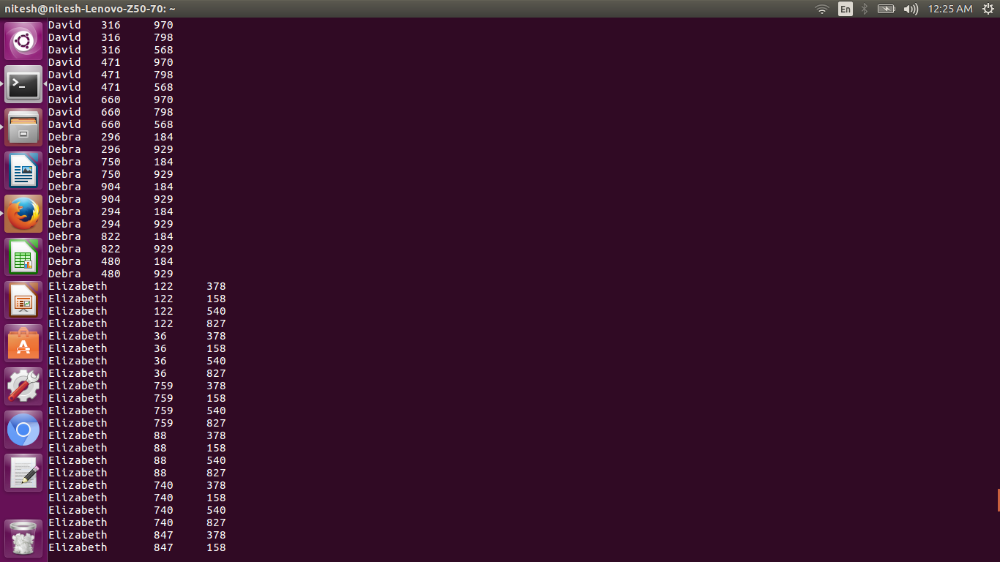 nitesh@nitesh-Lenovo-Z50-70: ~ En 12:25 AM
David 316 970
David 316 798
David 316 568
David 471 970
David 471 798
David 471 568
David 660 970
David 660 798
David 660 568
Debra 296 184
Debra 296 929
Debra 750 184
Debra 750 929
Debra 904 184
Debra 904 929
Debra 294 184
Debra 294 929
Debra 822 184
Debra 822 929
Debra 480 184
Debra 480 929
Elizabeth 122 378
Elizabeth 122 158
Elizabeth 122 540
Elizabeth 122 827
Elizabeth 36 378
Elizabeth 36 158
Elizabeth 36 540
Elizabeth 36 827
Elizabeth 759 378
Elizabeth 759 158
Elizabeth 759 540
Elizabeth 759 827
Elizabeth 88 378
Elizabeth 88 158
Elizabeth 88 540
Elizabeth 88 827
Elizabeth 740 378
Elizabeth 740 158
Elizabeth 740 540
Elizabeth 740 827
Elizabeth 847 378
Elizabeth 847 158